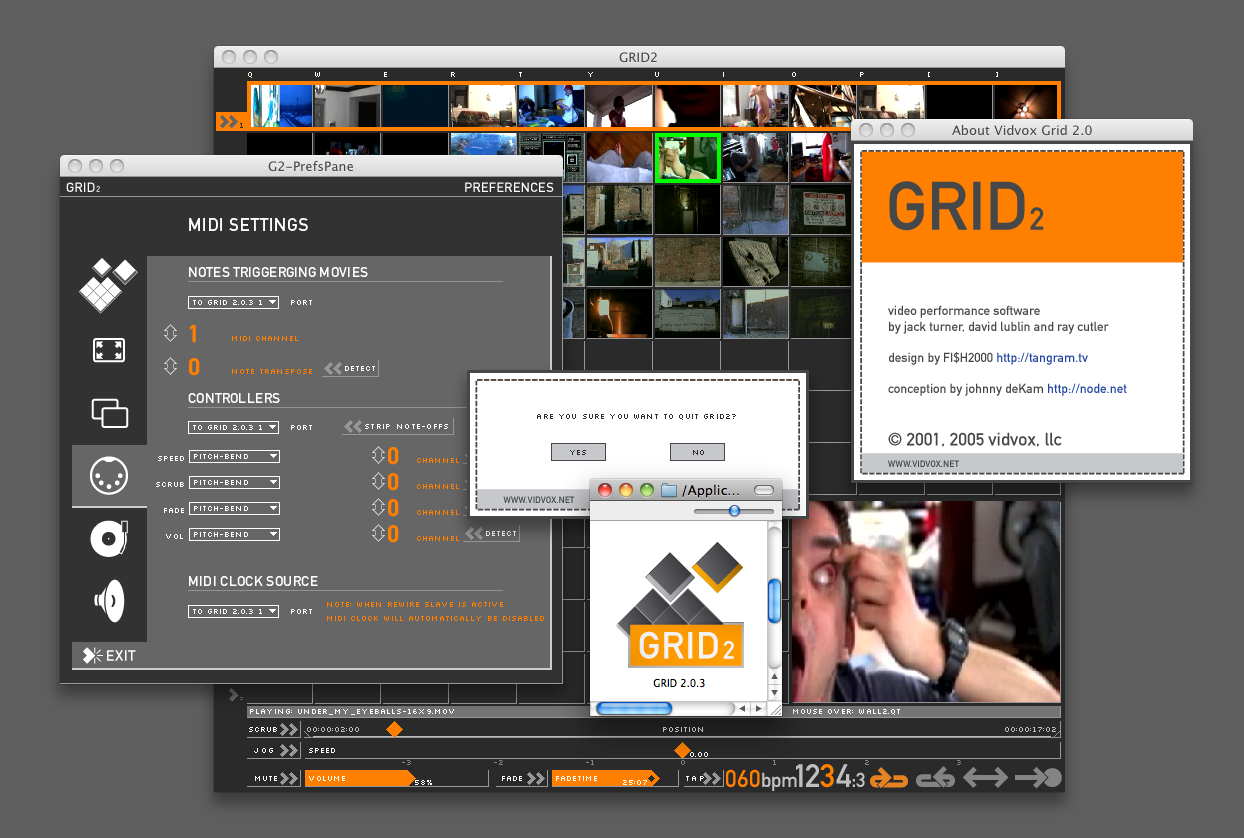 GRID2
Q W E R T Y U I O P [ ]
1
About Vidvox Grid 2.0
GRID2
video performance software
by jack turner, david lublin and ray cutler
design by FI$H2000 http://tangram.tv
conception by johnny deKam http://node.net
© 2001, 2005 vidvox, llc
WWW.VIDVOX.NET
G2-PrefsPane
GRID2 PREFERENCES
MIDI SETTINGS
NOTES TRIGGERGING MOVIES
TO GRID 2.0.3 1 PORT
1 MIDI CHANNEL
0 NOTE TRANSPOSE DETECT
CONTROLLERS
TO GRID 2.0.3 1 PORT STRIP NOTE-OFFS
SPEED PITCH-BEND 0 CHANNEL
SCRUB PITCH-BEND 0 CHANNEL
FADE PITCH-BEND 0 CHANNEL
VOL PITCH-BEND 0 CHANNEL DETECT
MIDI CLOCK SOURCE
TO GRID 2.0.3 1 PORT
NOTE: WHEN REWIRE SLAVE IS ACTIVE
MIDI CLOCK WILL AUTOMATICALLY BE DISABLED
EXIT
ARE YOU SURE YOU WANT TO QUIT GRID2?
YES NO
WWW.VIDVOX.NET
/Applic...
GRID2
GRID 2.0.3
PLAYING: UNDER_MY_EYEBALLS-16X9.MOV
MOUSE OVER: WALL2.QT
SCRUB 00:00:02:00 POSITION 00:00:17:02
JOG SPEED 0.00
-3 -2 -1 0 1 2 3
MUTE VOLUME 58% FADE FADETIME 25:07 TAP 060bpm 1234:3